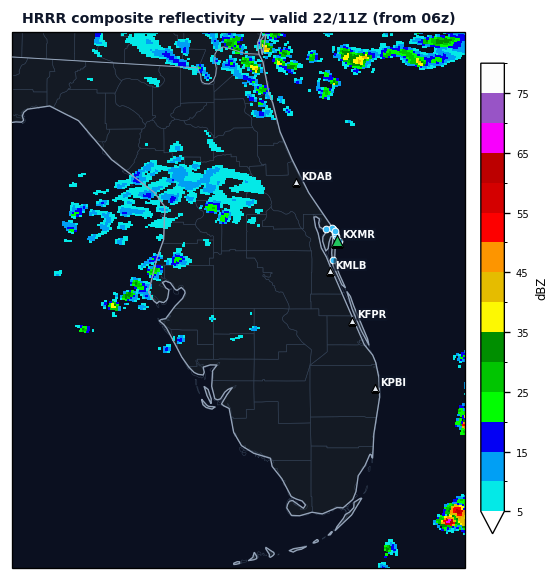 HRRR composite reflectivity — valid 22/11Z (from 06z)
75
65
KDAB
55
KXMR
KMLB
45
dBZ
KFPR
35
KPBI
25
15
5